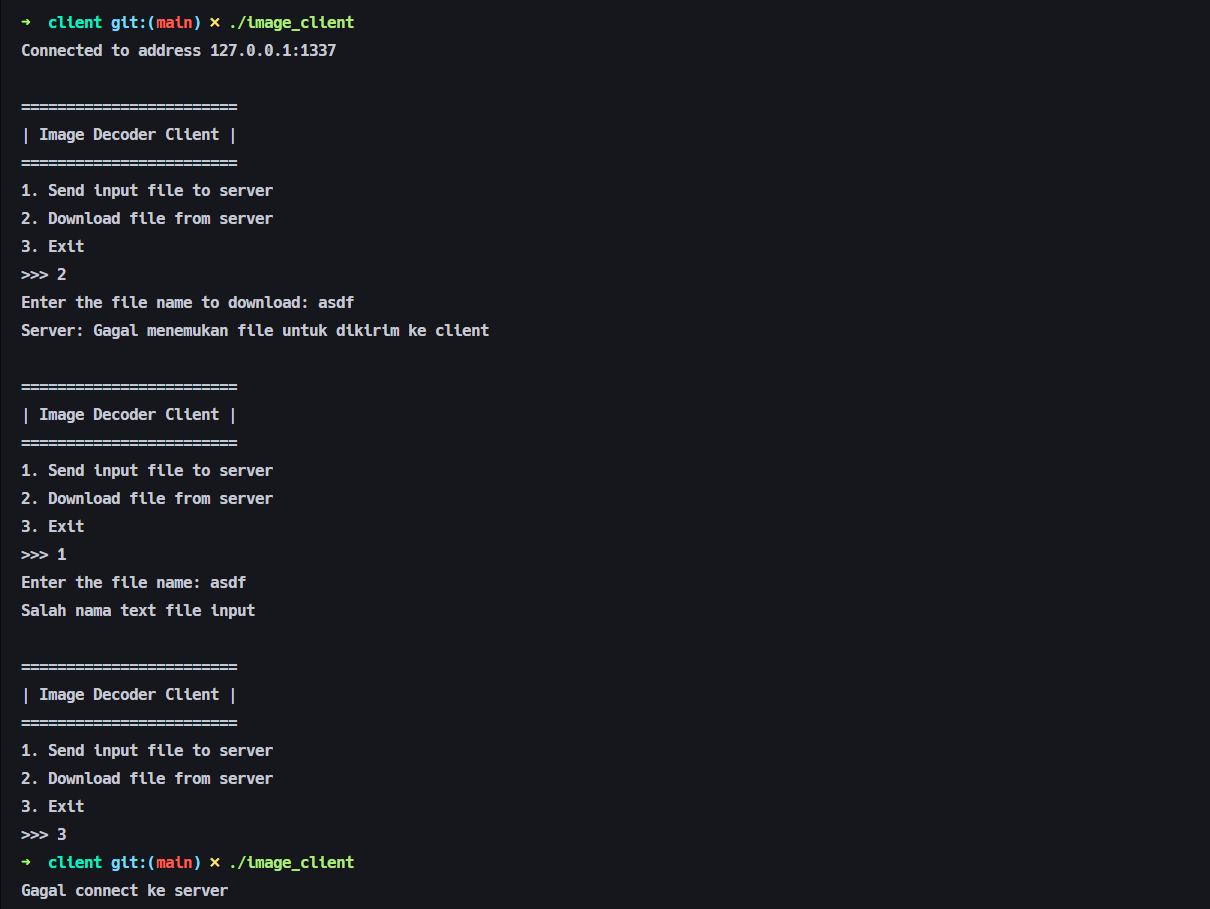 ➜  client git:(main) ✗ ./image_client
Connected to address 127.0.0.1:1337

========================
| Image Decoder Client |
========================
1. Send input file to server
2. Download file from server
3. Exit
>>> 2
Enter the file name to download: asdf
Server: Gagal menemukan file untuk dikirim ke client

========================
| Image Decoder Client |
========================
1. Send input file to server
2. Download file from server
3. Exit
>>> 1
Enter the file name: asdf
Salah nama text file input

========================
| Image Decoder Client |
========================
1. Send input file to server
2. Download file from server
3. Exit
>>> 3
➜  client git:(main) ✗ ./image_client
Gagal connect ke server